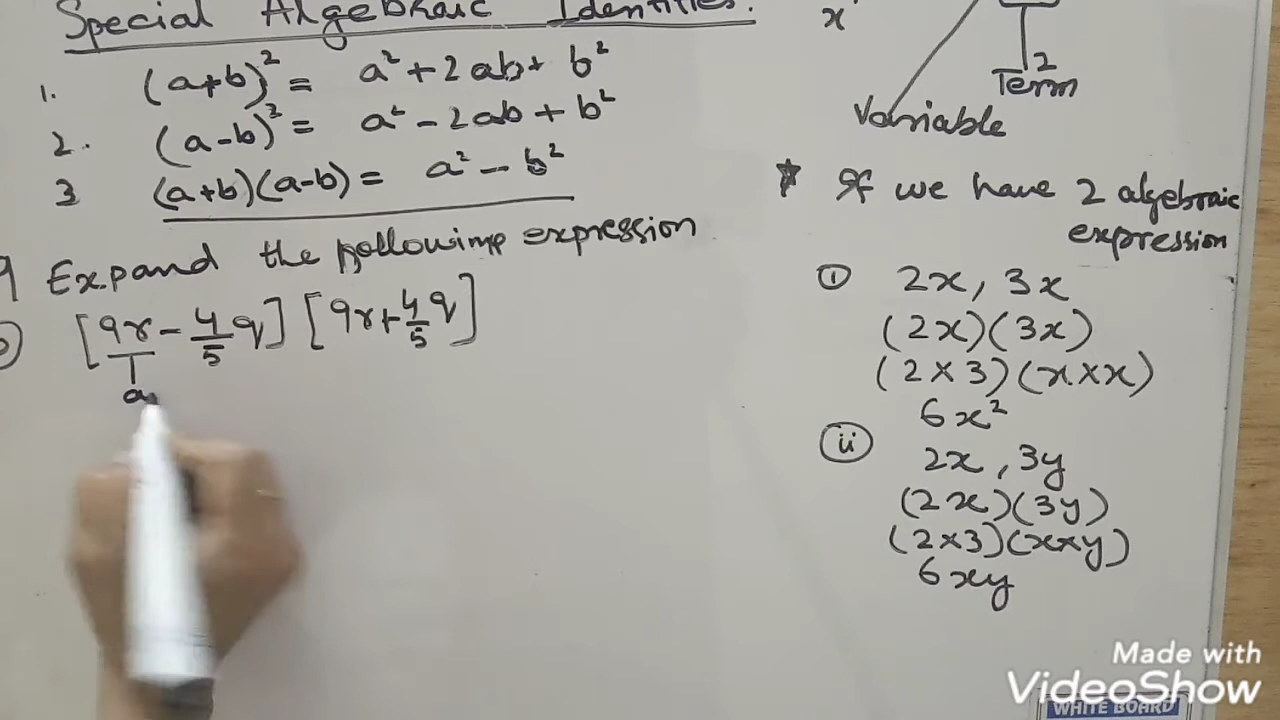 Special Algebraic Identities.
1. (a+b)² = a² + 2ab + b²
2. (a-b)² = a² - 2ab + b²
3 (a+b)(a-b) = a² - b²
Expand the following expression
[9r - 4/5 q] [9r + 4/5 q]
a
x
2
Term
Variable
* If we have 2 algebraic
expression
i 2x, 3x
(2x)(3x)
(2×3)(x×x)
6x²
ii 2x, 3y
(2x)(3y)
(2×3)(x×y)
6xy
Made with
VideoShow
WHITE BOARD